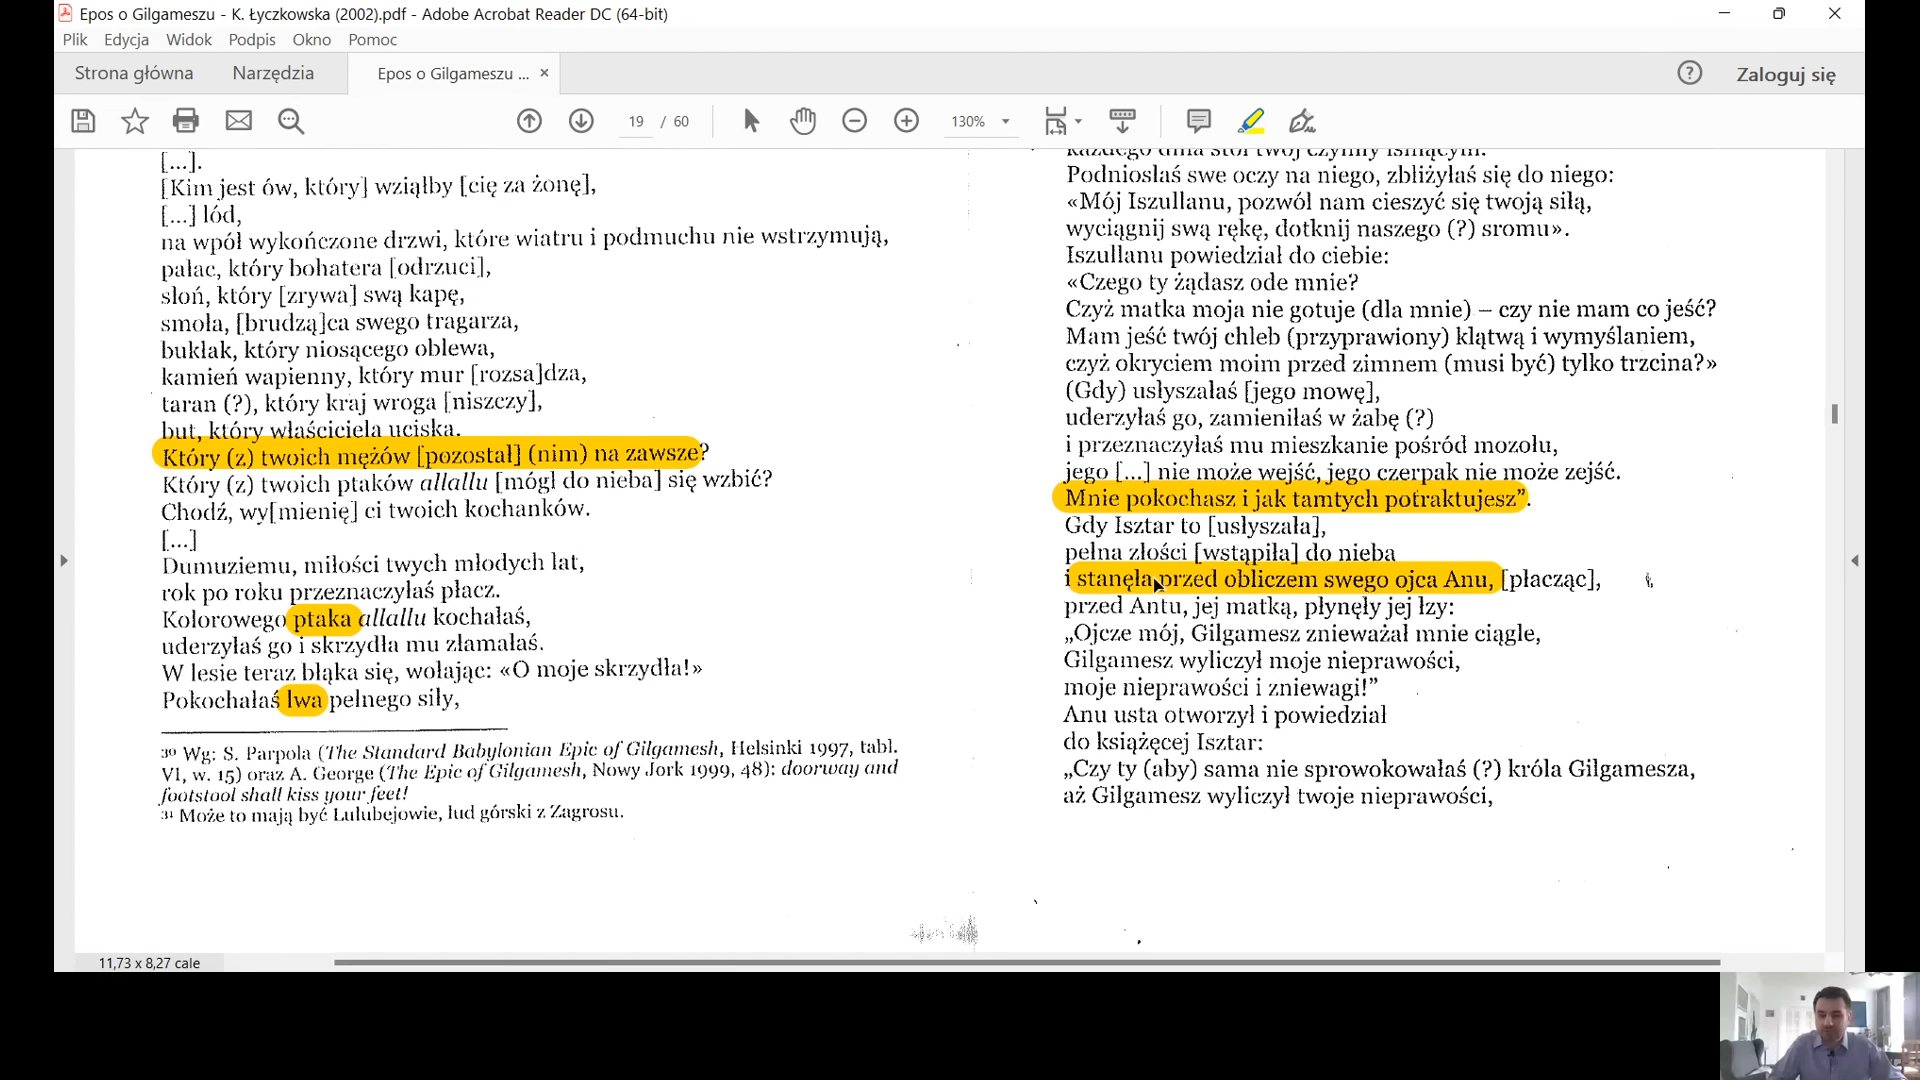 Epos o Gilgameszu - K. Łyczkowska (2002).pdf - Adobe Acrobat Reader DC (64-bit)
Plik Edycja Widok Podpis Okno Pomoc
Strona główna Narzędzia Epos o Gilgameszu ... × Zaloguj się
19 / 60 130%
[...].
[Kim jest ów, który] wziąłby [cię za żonę],
[...] lód,
na wpół wykończone drzwi, które wiatru i podmuchu nie wstrzymują,
pałac, który bohatera [odrzuci],
słoń, który [zrywa] swą kapę,
smoła, [brudzą]ca swego tragarza,
bukłak, który niosącego oblewa,
kamień wapienny, który mur [rozsa]dza,
taran (?), który kraj wroga [niszczy],
but, który właściciela uciska.
Który (z) twoich mężów [pozostał] (nim) na zawsze?
Który (z) twoich ptaków allallu [mógł do nieba] się wzbić?
Chodź, wy[mienię] ci twoich kochanków.
[...]
Dumuziemu, miłości twych młodych lat,
rok po roku przeznaczyłaś płacz.
Kolorowego ptaka allallu kochałaś,
uderzyłaś go i skrzydła mu złamałaś.
W lesie teraz błąka się, wołając: «O moje skrzydła!»
Pokochałaś lwa pełnego siły,
30 Wg: S. Parpola (The Standard Babylonian Epic of Gilgamesh, Helsinki 1997, tabl.
VI, w. 15) oraz A. George (The Epic of Gilgamesh, Nowy Jork 1999, 48): doorway and
footstool shall kiss your feet!
31 Może to mają być Lulubejowie, lud górski z Zagrosu.
każdego dnia stół twój czynił lśniącym.
Podniosłaś swe oczy na niego, zbliżyłaś się do niego:
«Mój Iszullanu, pozwól nam cieszyć się twoją siłą,
wyciągnij swą rękę, dotknij naszego (?) sromu».
Iszullanu powiedział do ciebie:
«Czego ty żądasz ode mnie?
Czyż matka moja nie gotuje (dla mnie) – czy nie mam co jeść?
Mam jeść twój chleb (przyprawiony) klątwą i wymyślaniem,
czyż okryciem moim przed zimnem (musi być) tylko trzcina?»
(Gdy) usłyszałaś [jego mowę],
uderzyłaś go, zamieniłaś w żabę (?)
i przeznaczyłaś mu mieszkanie pośród mozołu,
jego [...] nie może wejść, jego czerpak nie może zejść.
Mnie pokochasz i jak tamtych potraktujesz”.
Gdy Isztar to [usłyszała],
pełna złości [wstąpiła] do nieba
i stanęła przed obliczem swego ojca Anu, [płacząc],
przed Antu, jej matką, płynęły jej łzy:
„Ojcze mój, Gilgamesz znieważał mnie ciągle,
Gilgamesz wyliczył moje nieprawości,
moje nieprawości i zniewagi!”
Anu usta otworzył i powiedział
do książęcej Isztar:
„Czy ty (aby) sama nie sprowokowałaś (?) króla Gilgamesza,
aż Gilgamesz wyliczył twoje nieprawości,
11,73 x 8,27 cale